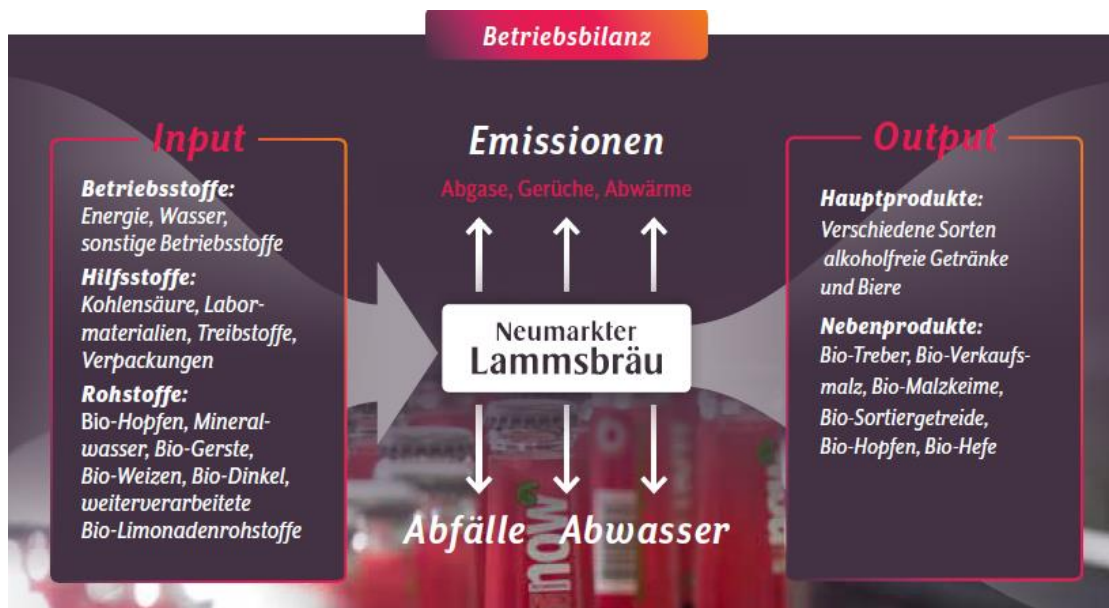 Betriebsbilanz
Input
Betriebsstoffe:
Energie, Wasser,
sonstige Betriebsstoffe
Hilfsstoffe:
Kohlensäure, Labor-
materialien, Treibstoffe,
Verpackungen
Rohstoffe:
Bio-Hopfen, Mineral-
wasser, Bio-Gerste,
Bio-Weizen, Bio-Dinkel,
weiterverarbeitete
Bio-Limonadenrohstoffe
Emissionen
Abgase, Gerüche, Abwärme
Neumarkter
Lammsbräu
Abfälle Abwasser
now
Output
Hauptprodukte:
Verschiedene Sorten
alkoholfreie Getränke
und Biere
Nebenprodukte:
Bio-Treber, Bio-Verkaufs-
malz, Bio-Malzkeime,
Bio-Sortiergetreide,
Bio-Hopfen, Bio-Hefe